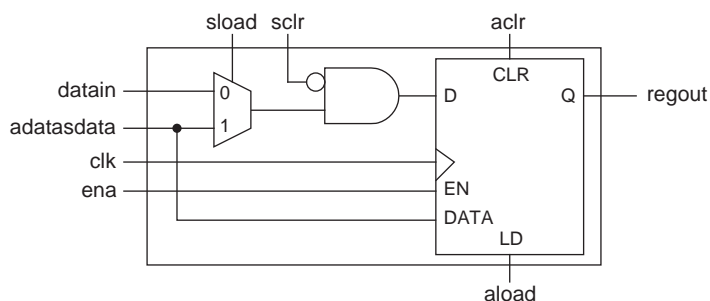 sload sclr aclr
CLR
datain 0 D Q regout
adatasdata 1
clk
ena EN
DATA
LD
aload